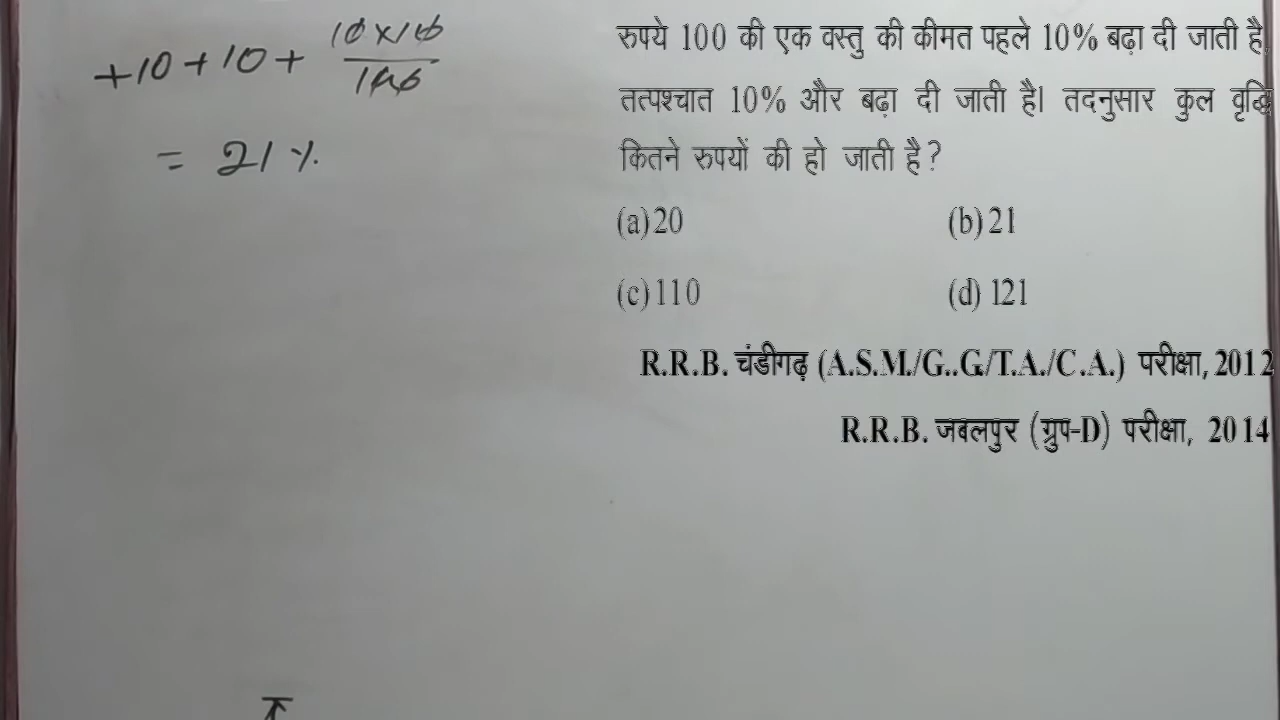 +10 + 10 + 10 x 10 / 100
= 21 %
रुपये 100 की एक वस्तु की कीमत पहले 10% बढ़ा दी जाती है,
तत्पश्चात 10% और बढ़ा दी जाती है। तदनुसार कुल वृद्धि
कितने रुपयों की हो जाती है?
(a) 20 (b) 21
(c) 110 (d) 121
R.R.B. चंडीगढ़ (A.S.M./G..G/T.A./C.A.) परीक्षा, 2012
R.R.B. जबलपुर (ग्रुप-D) परीक्षा, 2014